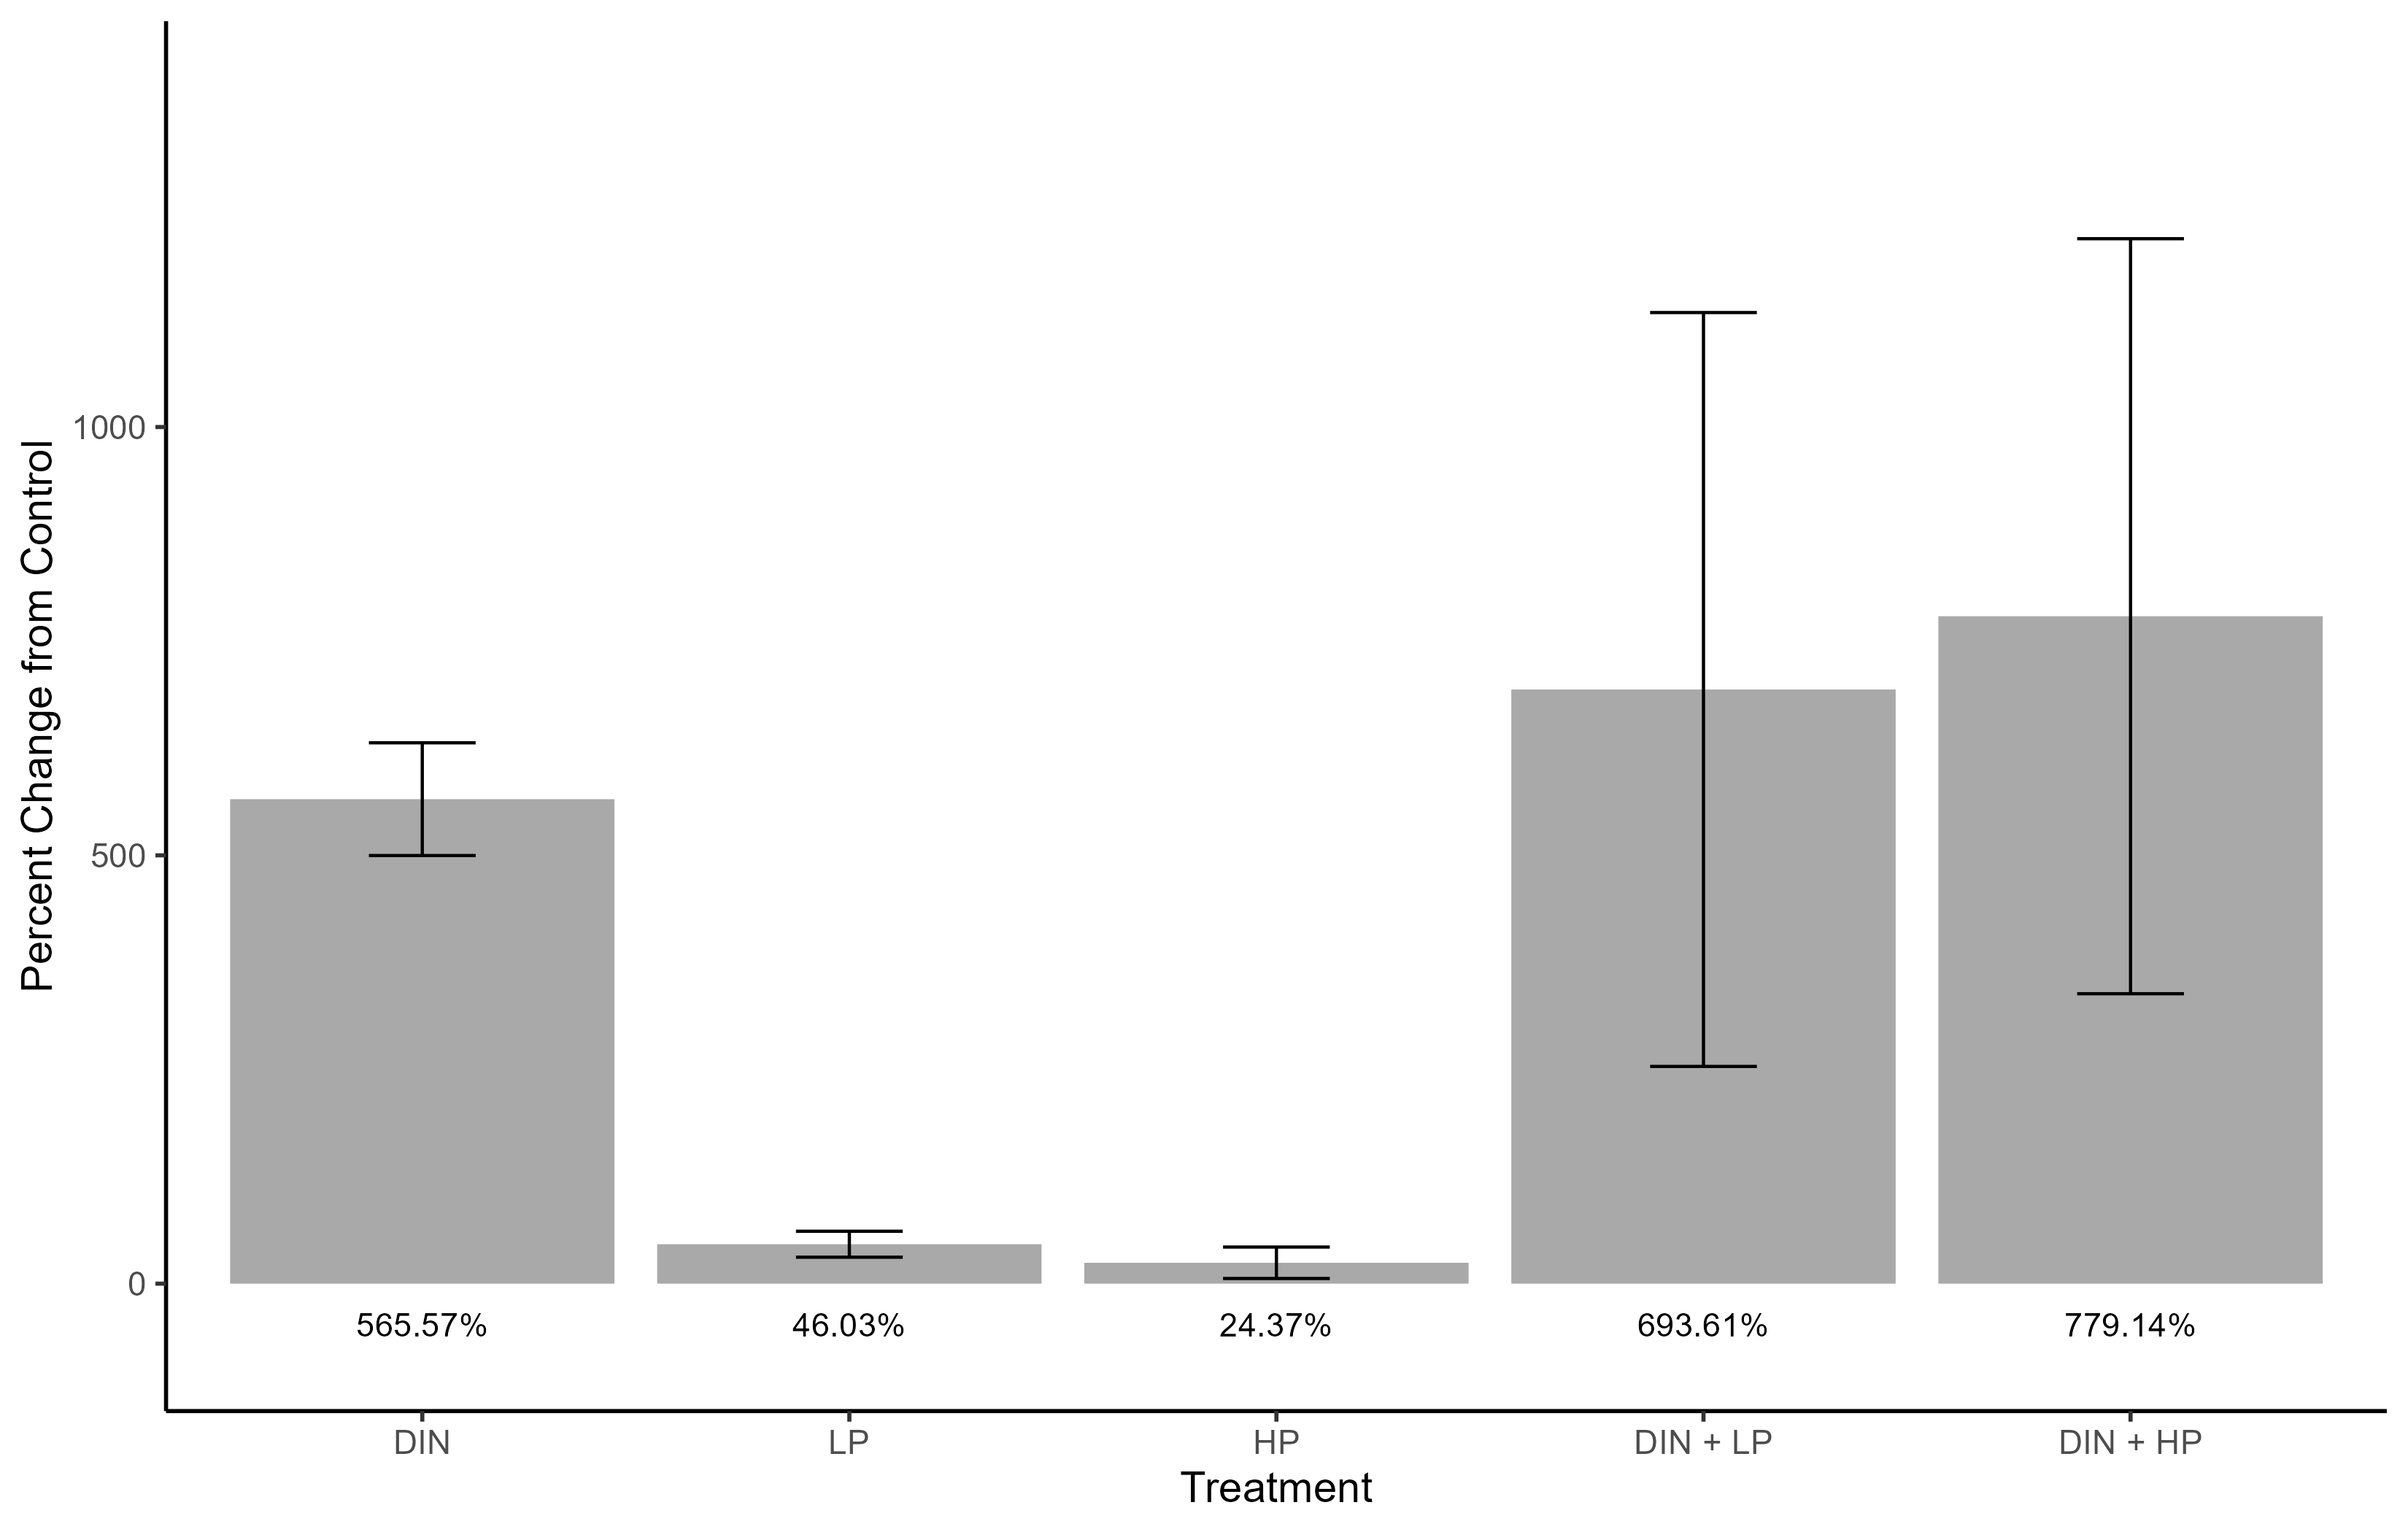 Percent Change from Control
1000
500
0
565.57%
46.03%
24.37%
693.61%
779.14%
DIN
LP
HP
DIN + LP
DIN + HP
Treatment